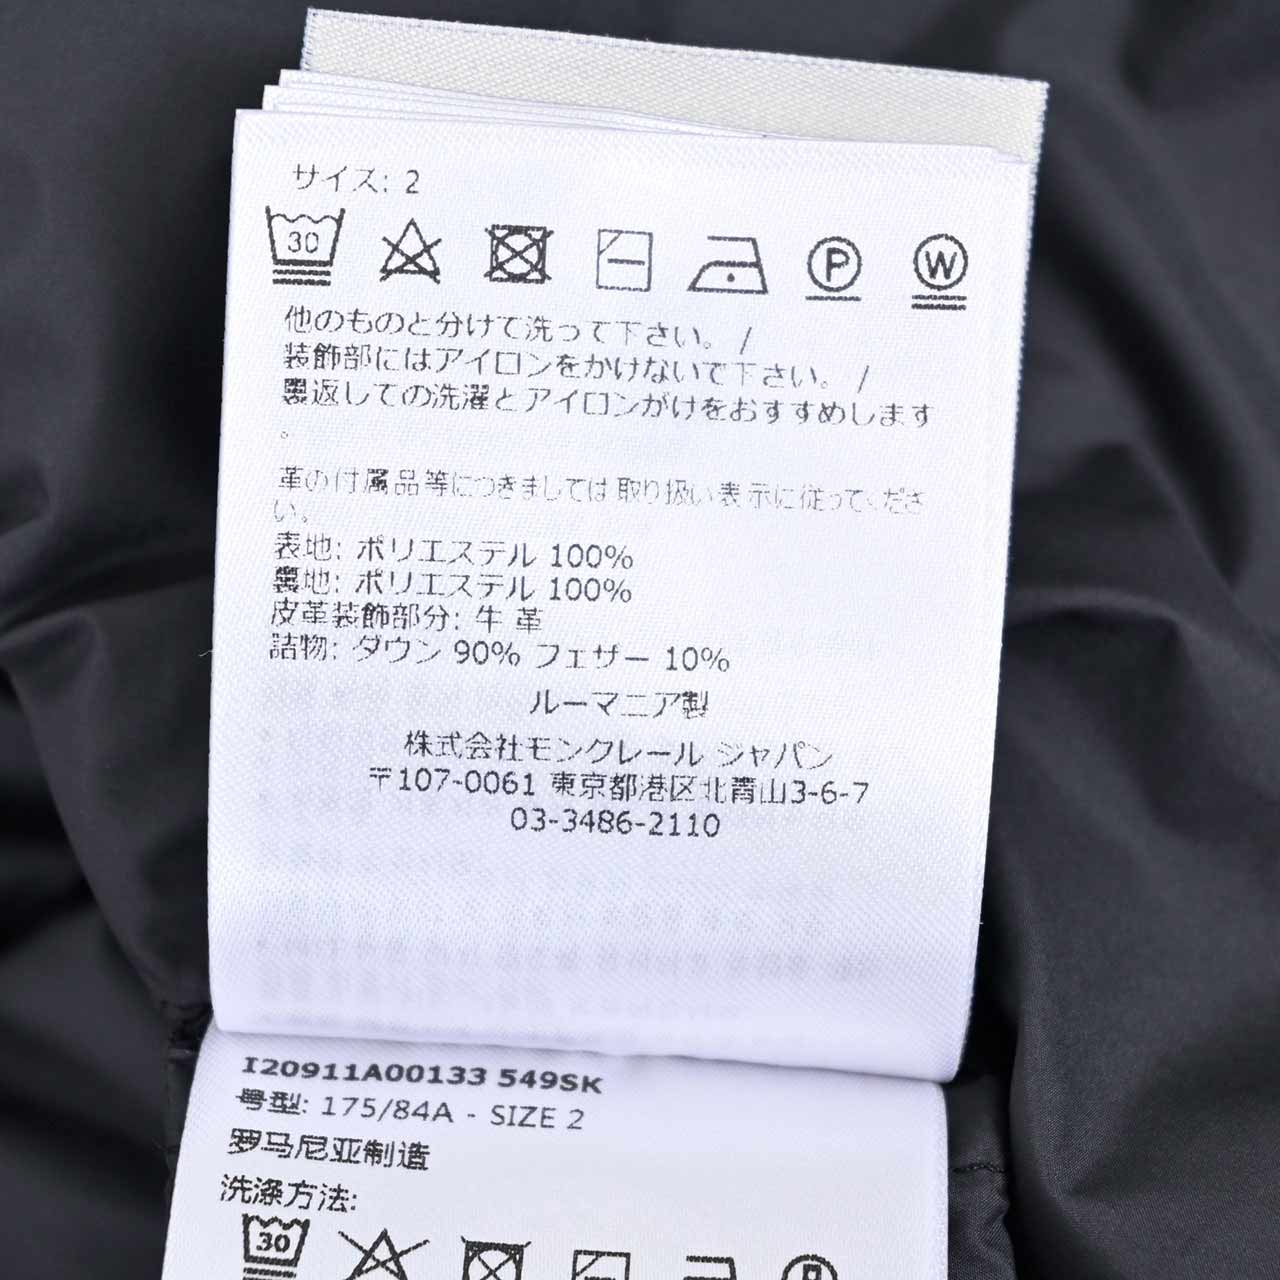 サイズ: 2
30
P
W
他のものと分けて洗って下さい。 /
装飾部にはアイロンをかけないで下さい。 /
裏返しての洗濯とアイロンがけをおすすめします
。
革の付属品等につきましては取り扱い表示に従ってくださ
い。
表地: ポリエステル 100%
裏地: ポリエステル 100%
皮革装飾部分: 牛 革
詰物: ダウン 90% フェザー 10%
ルーマニア製
株式会社モンクレール ジャパン
〒107-0061 東京都港区北青山3-6-7
03-3486-2110
I20911A00133 549SK
号型: 175/84A - SIZE 2
罗马尼亚制造
洗涤方法:
30